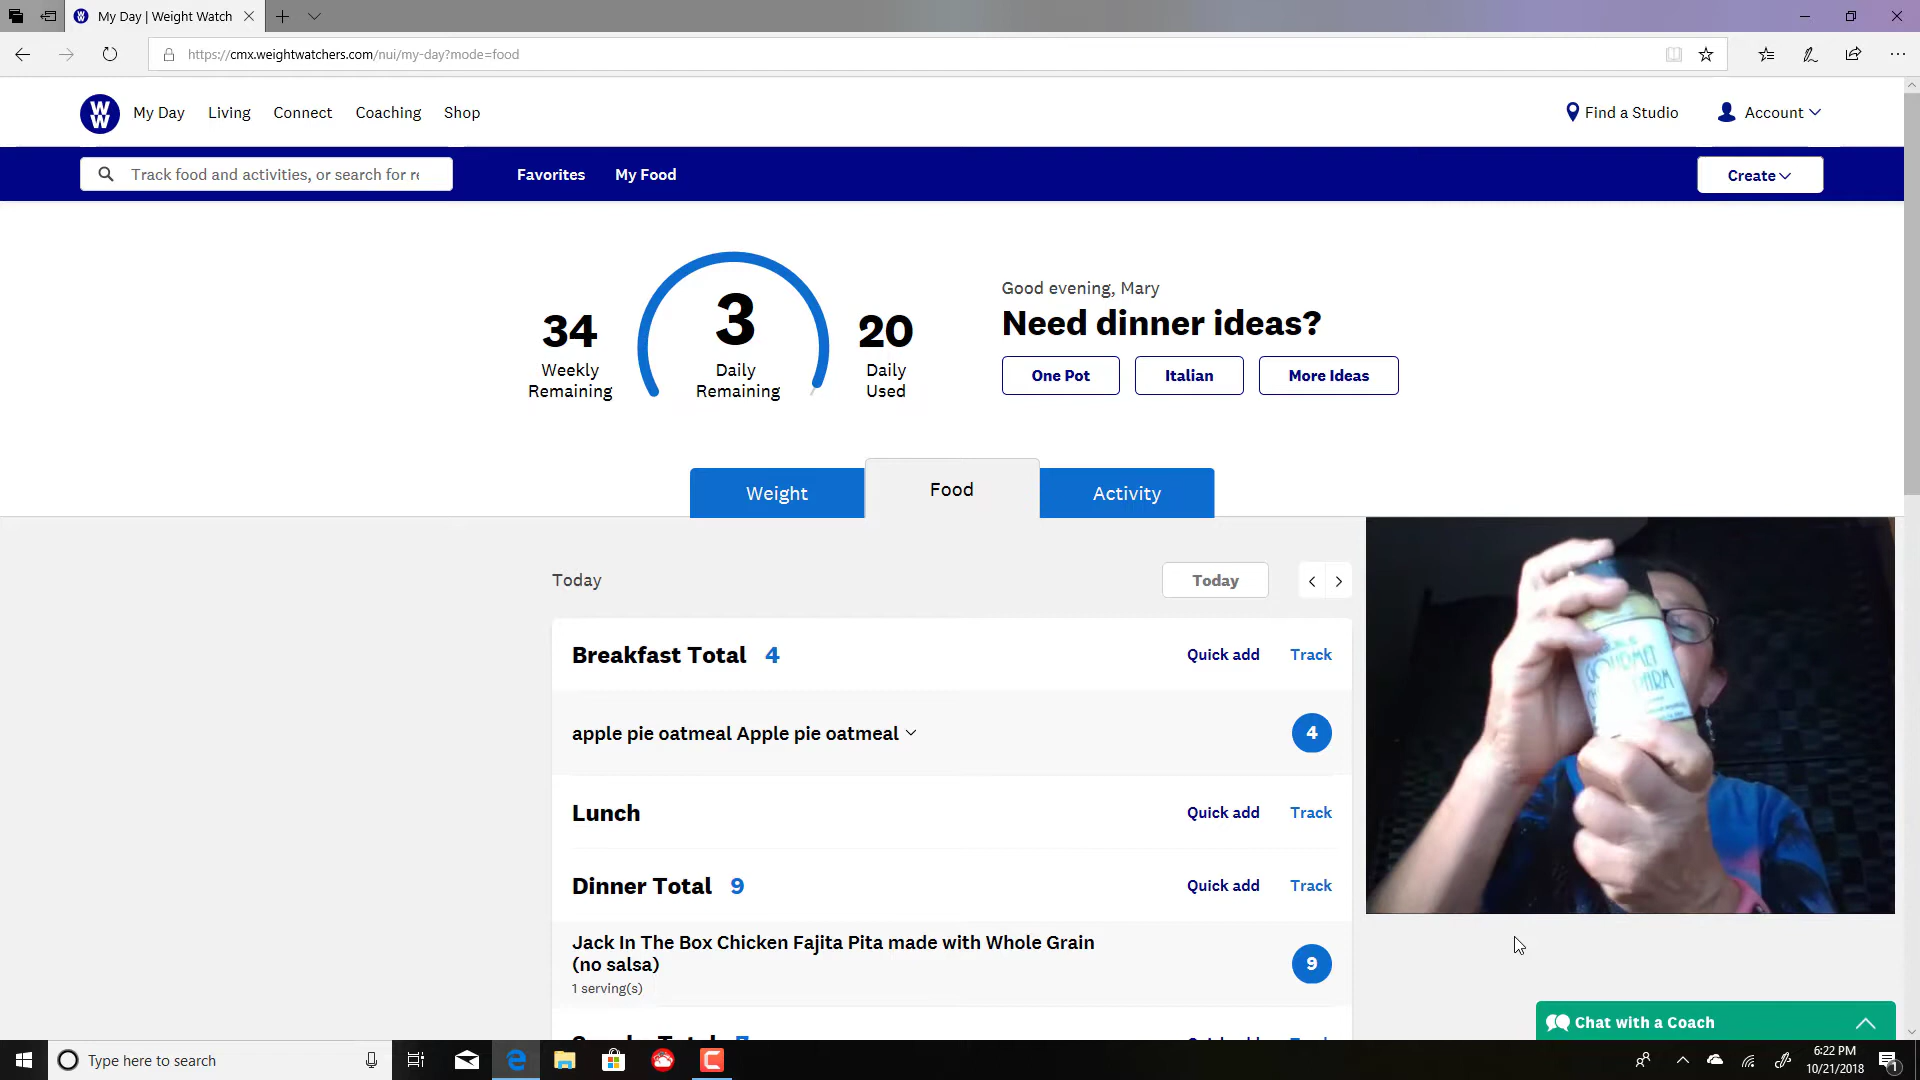 My Day | Weight Watch
https://cmx.weightwatchers.com/nui/my-day?mode=food
W
W
My Day Living Connect Coaching Shop
Find a Studio Account
Track food and activities, or search for re
Favorites My Food
Create
34
Weekly
Remaining
3
Daily
Remaining
20
Daily
Used
Good evening, Mary
Need dinner ideas?
One Pot Italian More Ideas
Weight Food Activity
Today Today
Breakfast Total 4 Quick add Track
apple pie oatmeal Apple pie oatmeal 4
Lunch Quick add Track
Dinner Total 9 Quick add Track
Jack In The Box Chicken Fajita Pita made with Whole Grain
(no salsa)
9
1 serving(s)
GOURMET
Chat with a Coach
Type here to search
6:22 PM
10/21/2018
1